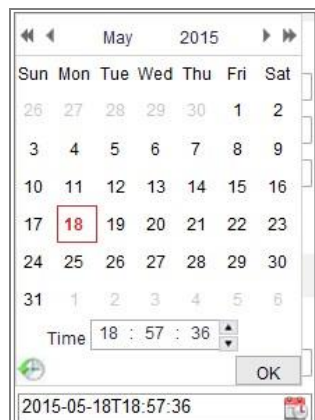 May 2015
Sun Mon Tue Wed Thu Fri Sat
26 27 28 29 30 1 2
3 4 5 6 7 8 9
10 11 12 13 14 15 16
17 18 19 20 21 22 23
24 25 26 27 28 29 30
31 1 2 3 4 5 6
Time 18 : 57 : 36
OK
2015-05-18T18:57:36